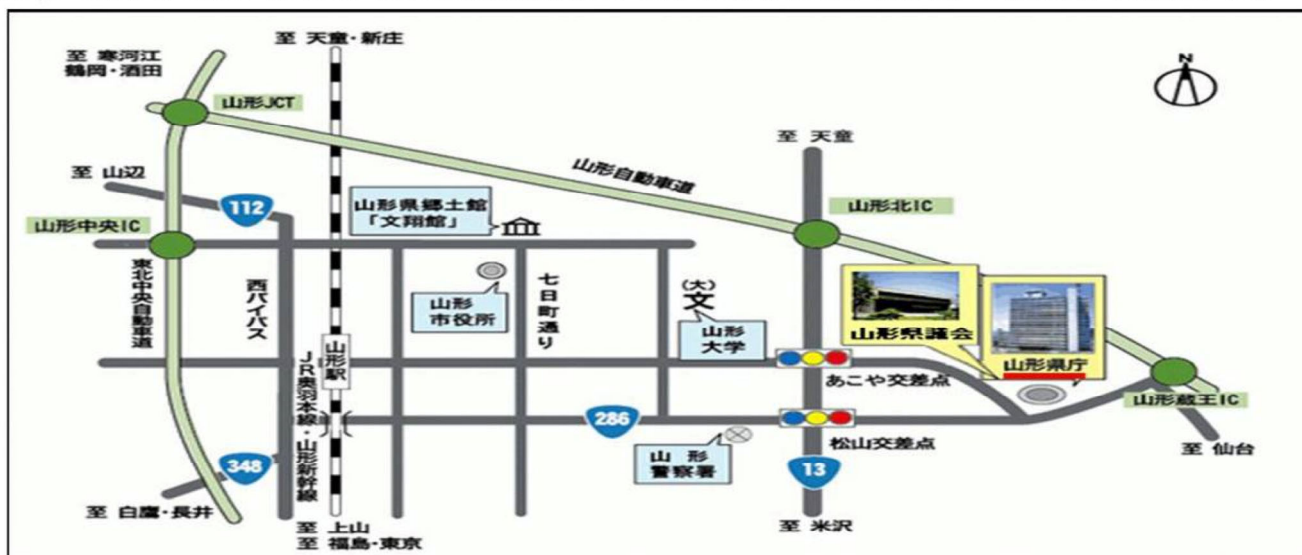 至 天童・新庄
至 寒河江
鶴岡・酒田
N
山形JCT
至 天童
山形自動車道
至 山辺
112
山形県郷土館
「文翔館」
山形北IC
山形中央IC
東北中央自動車道
西バイパス
山形
市役所
七日町通り
(大)
文
山形
大学
山形県議会
山形県庁
山形駅
JR奥羽本線・山形新幹線
あこや交差点
山形蔵王IC
286
松山交差点
山形
警察署
348
13
至 仙台
至 白鷹・長井
至 上山
至 福島・東京
至 米沢